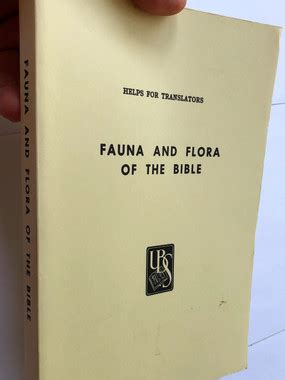 HELPS FOR TRANSLATORS
FAUNA AND FLORA
OF THE BIBLE
UBS
FAUNA AND FLORA OF THE BIBLE